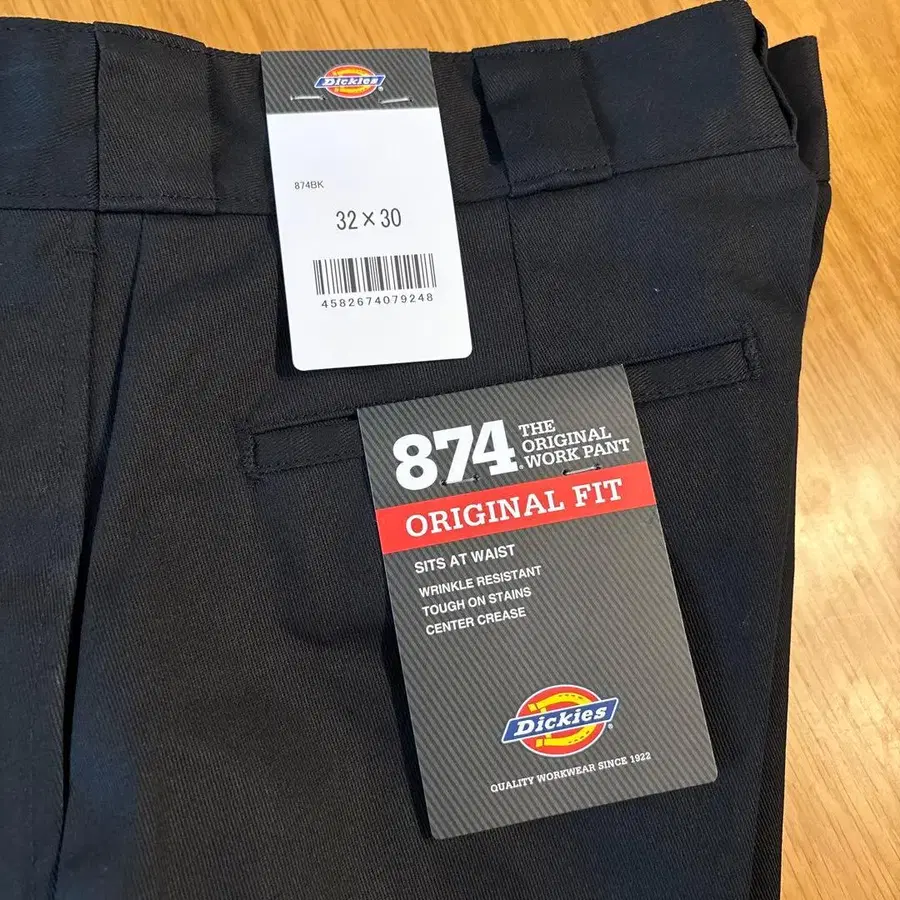 Dickies
874BK
32×30
4582674079248
874® THE
ORIGINAL
WORK PANT
ORIGINAL FIT
SITS AT WAIST
WRINKLE RESISTANT
TOUGH ON STAINS
CENTER CREASE
Dickies®
QUALITY WORKWEAR SINCE 1922